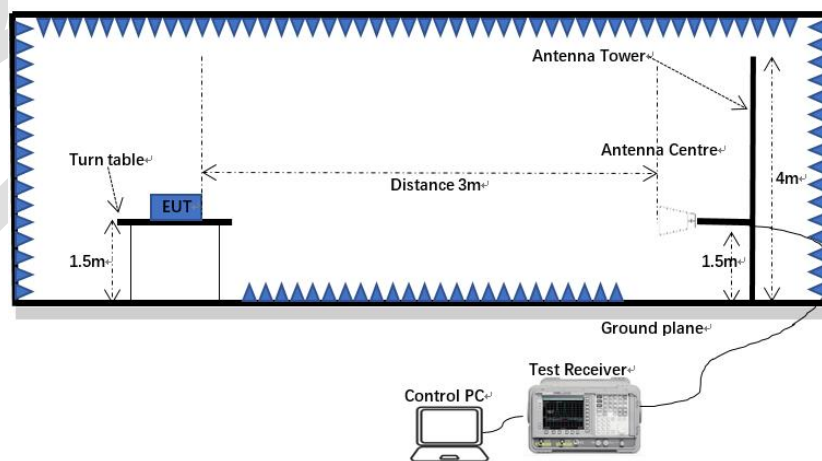 Antenna Tower
Antenna Centre
Turn table
Distance 3m
4m
EUT
1.5m
1.5m
Ground plane
Test Receiver
Control PC